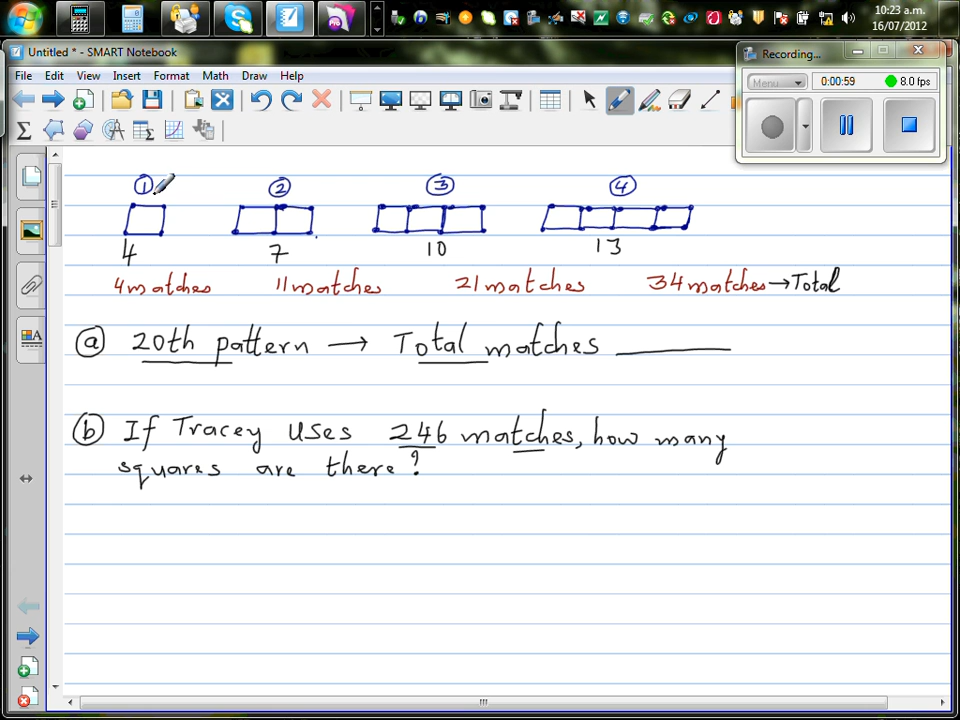 10:23 a.m.
16/07/2012
Untitled * - SMART Notebook
Recording...
File Edit View Insert Format Math Draw Help
Menu
0:00:59
8.0 fps
① ② ③ ④
4 7 10 13
4 matches 11 matches 21 matches 34 matches → Total
ⓐ 20th pattern → Total matches ______
ⓑ If Tracey uses 246 matches, how many
squares are there?